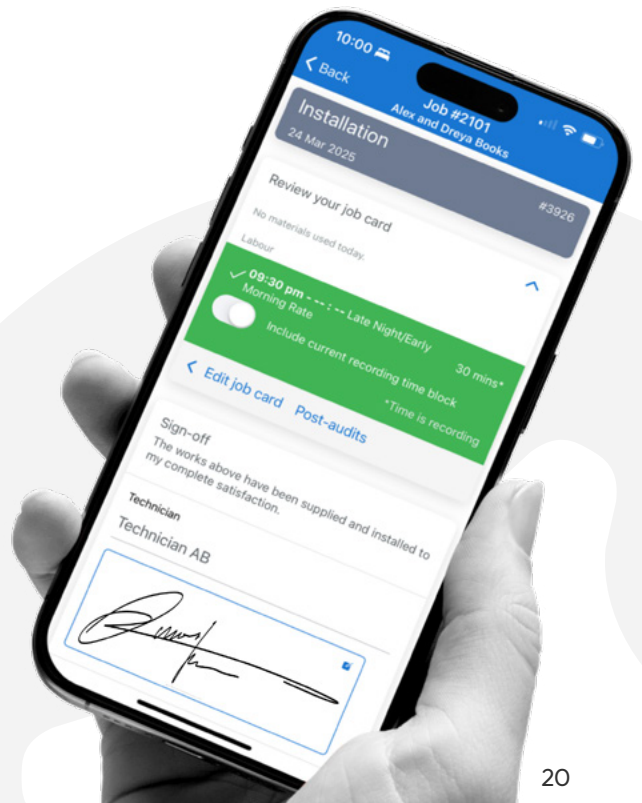 10:00
Back
Job #2101
Alex and Dreya Books
Installation
24 Mar 2025
#3926
Review your job card
No materials used today.
Labour
09:30 pm - -- : -- Late Night/Early
Morning Rate
30 mins*
Include current recording time block
*Time is recording
Edit job card Post-audits
Sign-off
The works above have been supplied and installed to
my complete satisfaction.
Technician
Technician AB
20